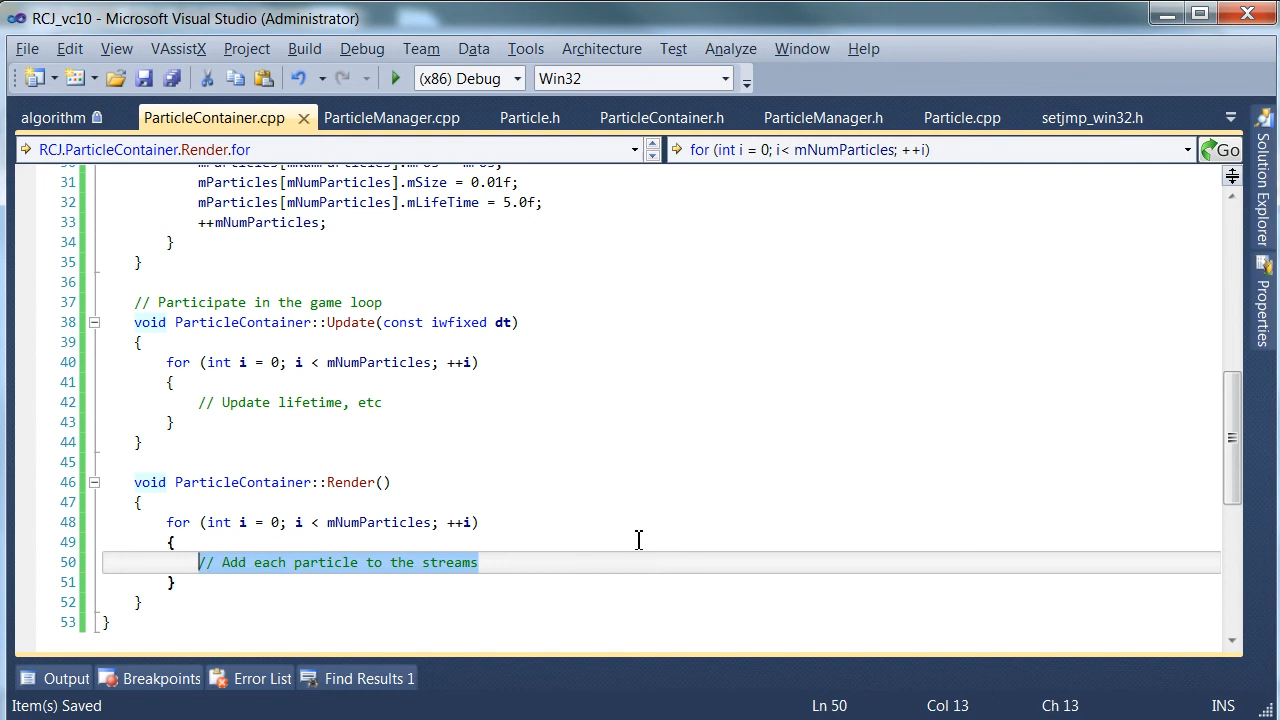 RCJ_vc10 - Microsoft Visual Studio (Administrator)
File Edit View VAssistX Project Build Debug Team Data Tools Architecture Test Analyze Window Help
(x86) Debug Win32
algorithm ParticleContainer.cpp ParticleManager.cpp Particle.h ParticleContainer.h ParticleManager.h Particle.cpp setjmp_win32.h
RCJ.ParticleContainer.Render.for for (int i = 0; i< mNumParticles; ++i) Go
31 mParticles[mNumParticles].mSize = 0.01f;
32 mParticles[mNumParticles].mLifeTime = 5.0f;
33 ++mNumParticles;
34 }
35 }
36
37 // Participate in the game loop
38 void ParticleContainer::Update(const iwfixed dt)
39 {
40 for (int i = 0; i < mNumParticles; ++i)
41 {
42 // Update lifetime, etc
43 }
44 }
45
46 void ParticleContainer::Render()
47 {
48 for (int i = 0; i < mNumParticles; ++i)
49 {
50 // Add each particle to the streams
51 }
52 }
53 }
Solution Explorer
Properties
Output Breakpoints Error List Find Results 1
Item(s) Saved Ln 50 Col 13 Ch 13 INS